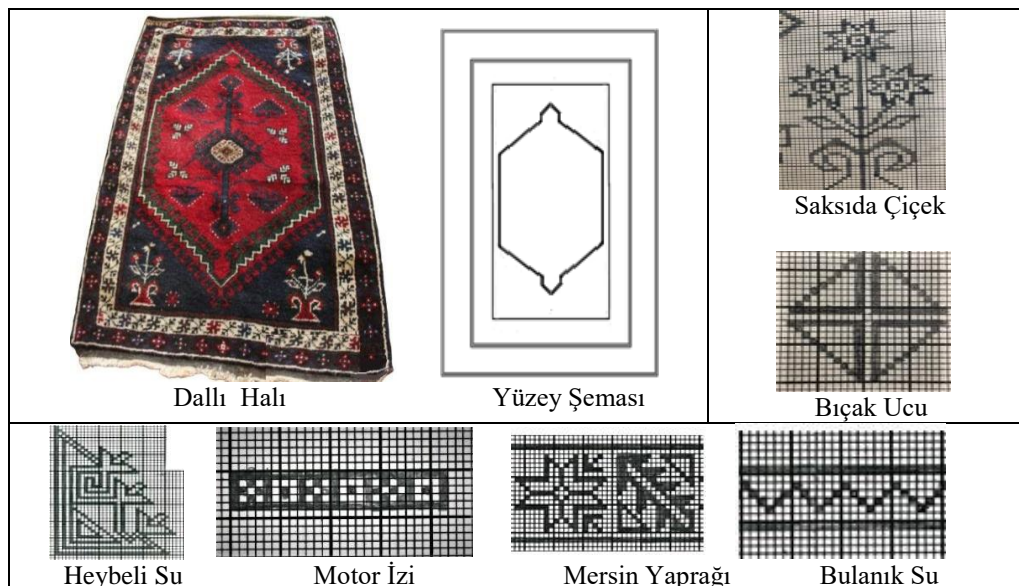 Dallı Halı
Yüzey Şeması
Saksıda Çiçek
Bıçak Ucu
Heybeli Su
Motor İzi
Mersin Yaprağı
Bulanık Su